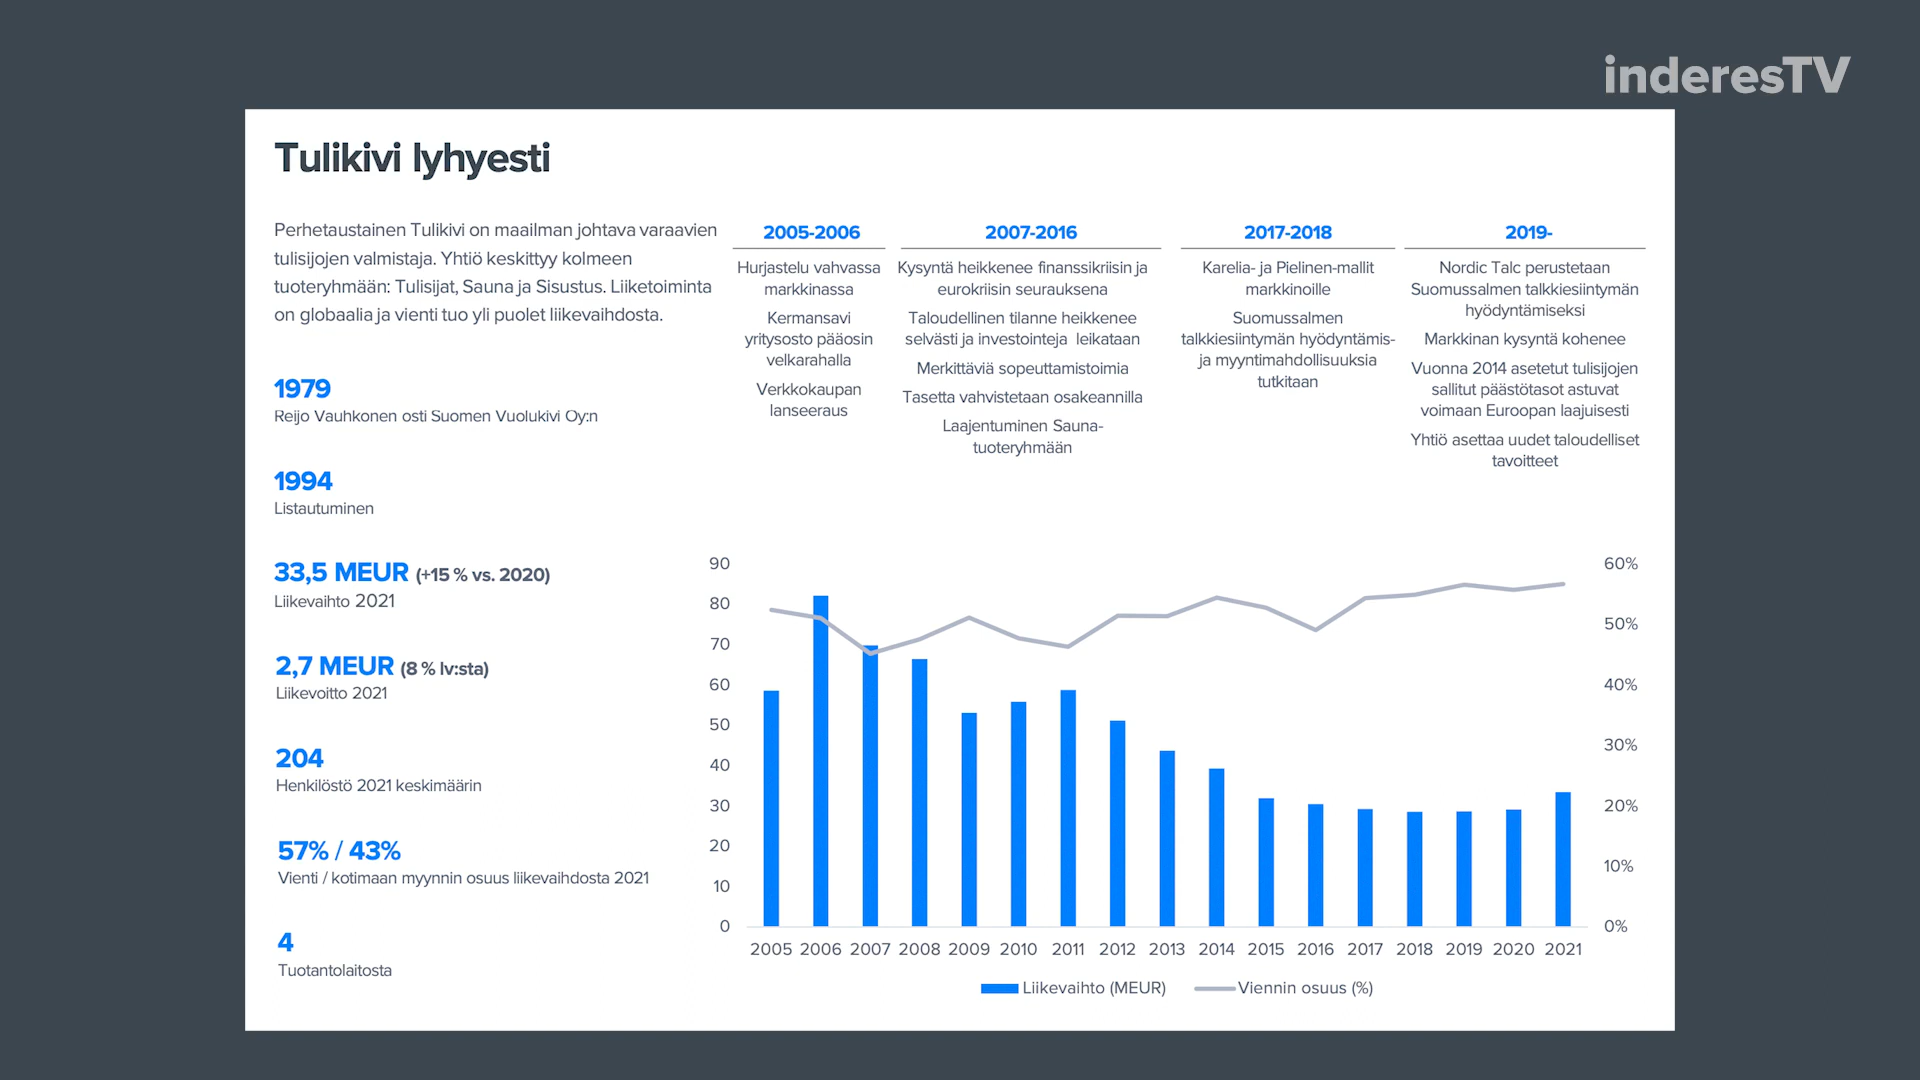 inderesTV
Tulikivi lyhyesti
Perhetaustainen Tulikivi on maailman johtava varaavien
tulisijojen valmistaja. Yhtiö keskittyy kolmeen
tuoteryhmään: Tulisijat, Sauna ja Sisustus. Liiketoiminta
on globaalia ja vienti tuo yli puolet liikevaihdosta.
1979
Reijo Vauhkonen osti Suomen Vuolukivi Oy:n
1994
Listautuminen
33,5 MEUR (+15 % vs. 2020)
Liikevaihto 2021
2,7 MEUR (8 % lv:sta)
Liikevoitto 2021
204
Henkilöstö 2021 keskimäärin
57% / 43%
Vienti / kotimaan myynnin osuus liikevaihdosta 2021
4
Tuotantolaitosta
2005-2006
Hurjastelu vahvassa
markkinassa
Kermansavi
yritysosto pääosin
velkarahalla
Verkkokaupan
lanseeraus
2007-2016
Kysyntä heikkenee finanssikriisin ja
eurokriisin seurauksena
Taloudellinen tilanne heikkenee
selvästi ja investointeja leikataan
Merkittäviä sopeuttamistoimia
Tasetta vahvistetaan osakeannilla
Laajentuminen Sauna-
tuoteryhmään
2017-2018
Karelia- ja Pielinen-mallit
markkinoille
Suomussalmen
talkkiesiintymän hyödyntämis-
ja myyntimahdollisuuksia
tutkitaan
2019-
Nordic Talc perustetaan
Suomussalmen talkkiesiintymän
hyödyntämiseksi
Markkinan kysyntä kohenee
Vuonna 2014 asetetut tulisijojen
sallitut päästötasot astuvat
voimaan Euroopan laajuisesti
Yhtiö asettaa uudet taloudelliset
tavoitteet
90
80
70
60
50
40
30
20
10
0
60%
50%
40%
30%
20%
10%
0%
2005 2006 2007 2008 2009 2010 2011 2012 2013 2014 2015 2016 2017 2018 2019 2020 2021
Liikevaihto (MEUR) Viennin osuus (%)